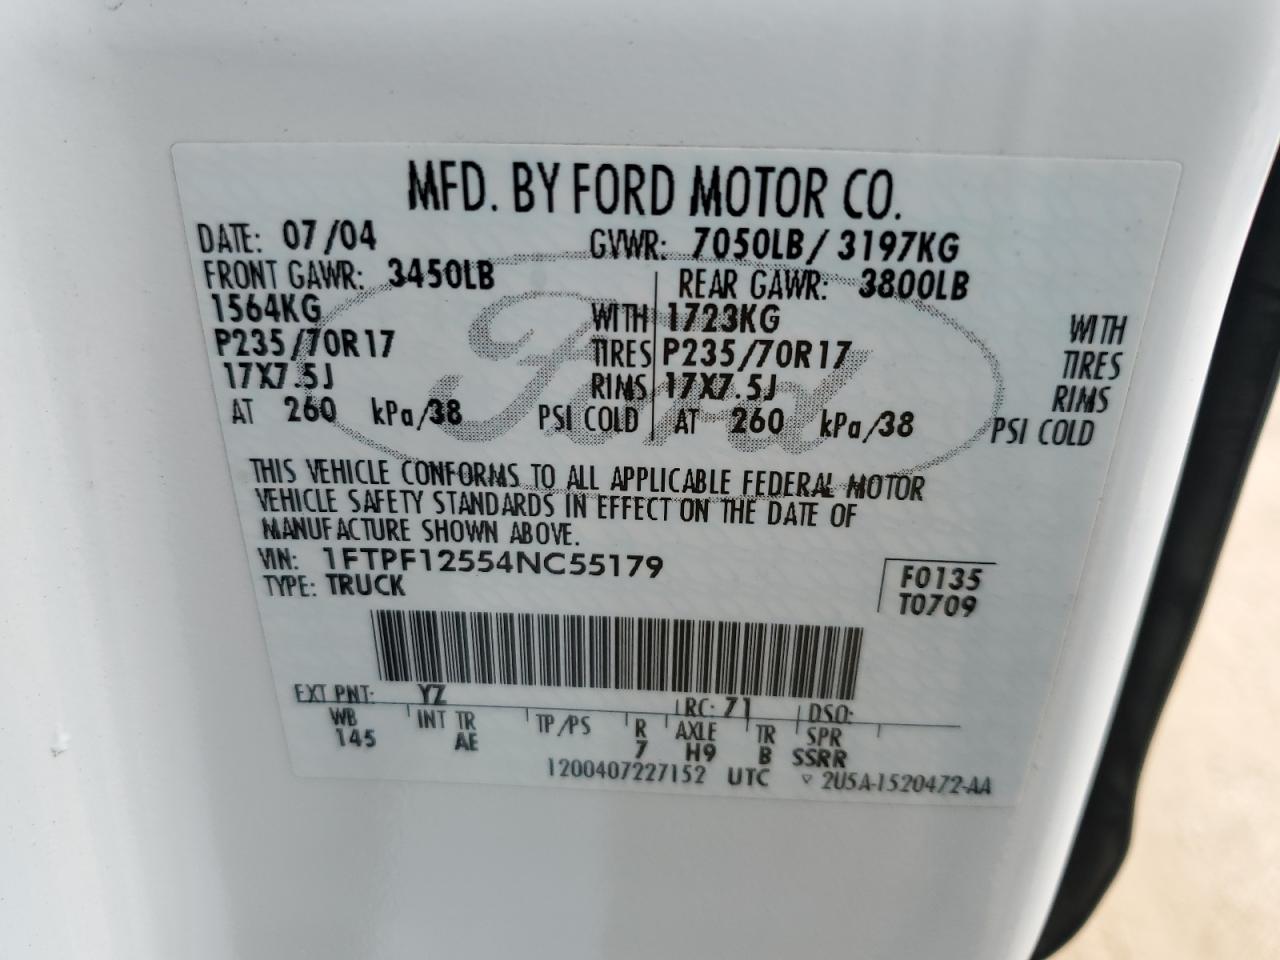 MFD. BY FORD MOTOR CO.
DATE: 07/04 GVWR: 7050LB/ 3197KG
FRONT GAWR: 3450LB REAR GAWR: 3800LB
1564KG WITH 1723KG WITH
P235/70R17 TIRES P235/70R17 TIRES
17X7.5J RIMS 17X7.5J RIMS
AT 260 kPa/38 PSI COLD AT 260 kPa/38 PSI COLD
Ford
THIS VEHICLE CONFORMS TO ALL APPLICABLE FEDERAL MOTOR
VEHICLE SAFETY STANDARDS IN EFFECT ON THE DATE OF
MANUFACTURE SHOWN ABOVE.
VIN: 1FTPF12554NC55179 F0135
TYPE: TRUCK T0709
EXT PNT: YZ RC: 71 DSO:
WB INT TR TP/PS R AXLE TR SPR
145 AE 7 H9 B SSRR
1200407227152 UTC ▽ 2U5A-1520472-AA